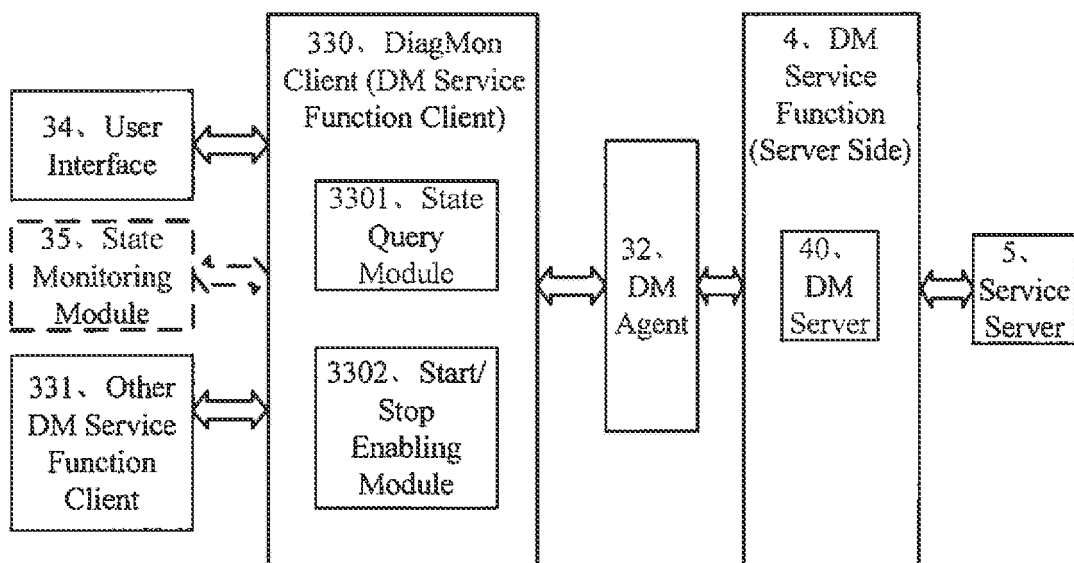 34、User
Interface
35、State
Monitoring
Module
331、Other
DM Service
Function
Client
330、DiagMon
Client (DM Service
Function Client)
3301、State
Query
Module
3302、Start/
Stop
Enabling
Module
32、
DM
Agent
4、DM
Service
Function
(Server Side)
40、
DM
Server
5、
Service
Server